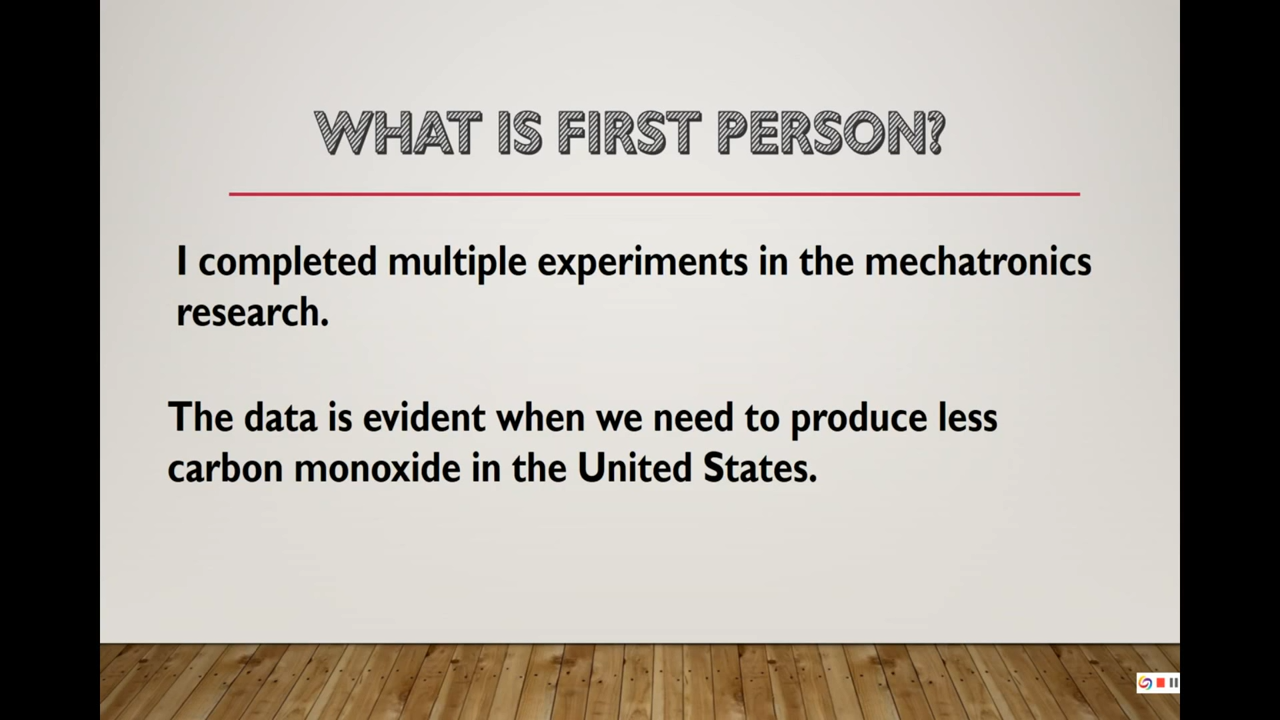 WHAT IS FIRST PERSON?
I completed multiple experiments in the mechatronics
research.
The data is evident when we need to produce less
carbon monoxide in the United States.